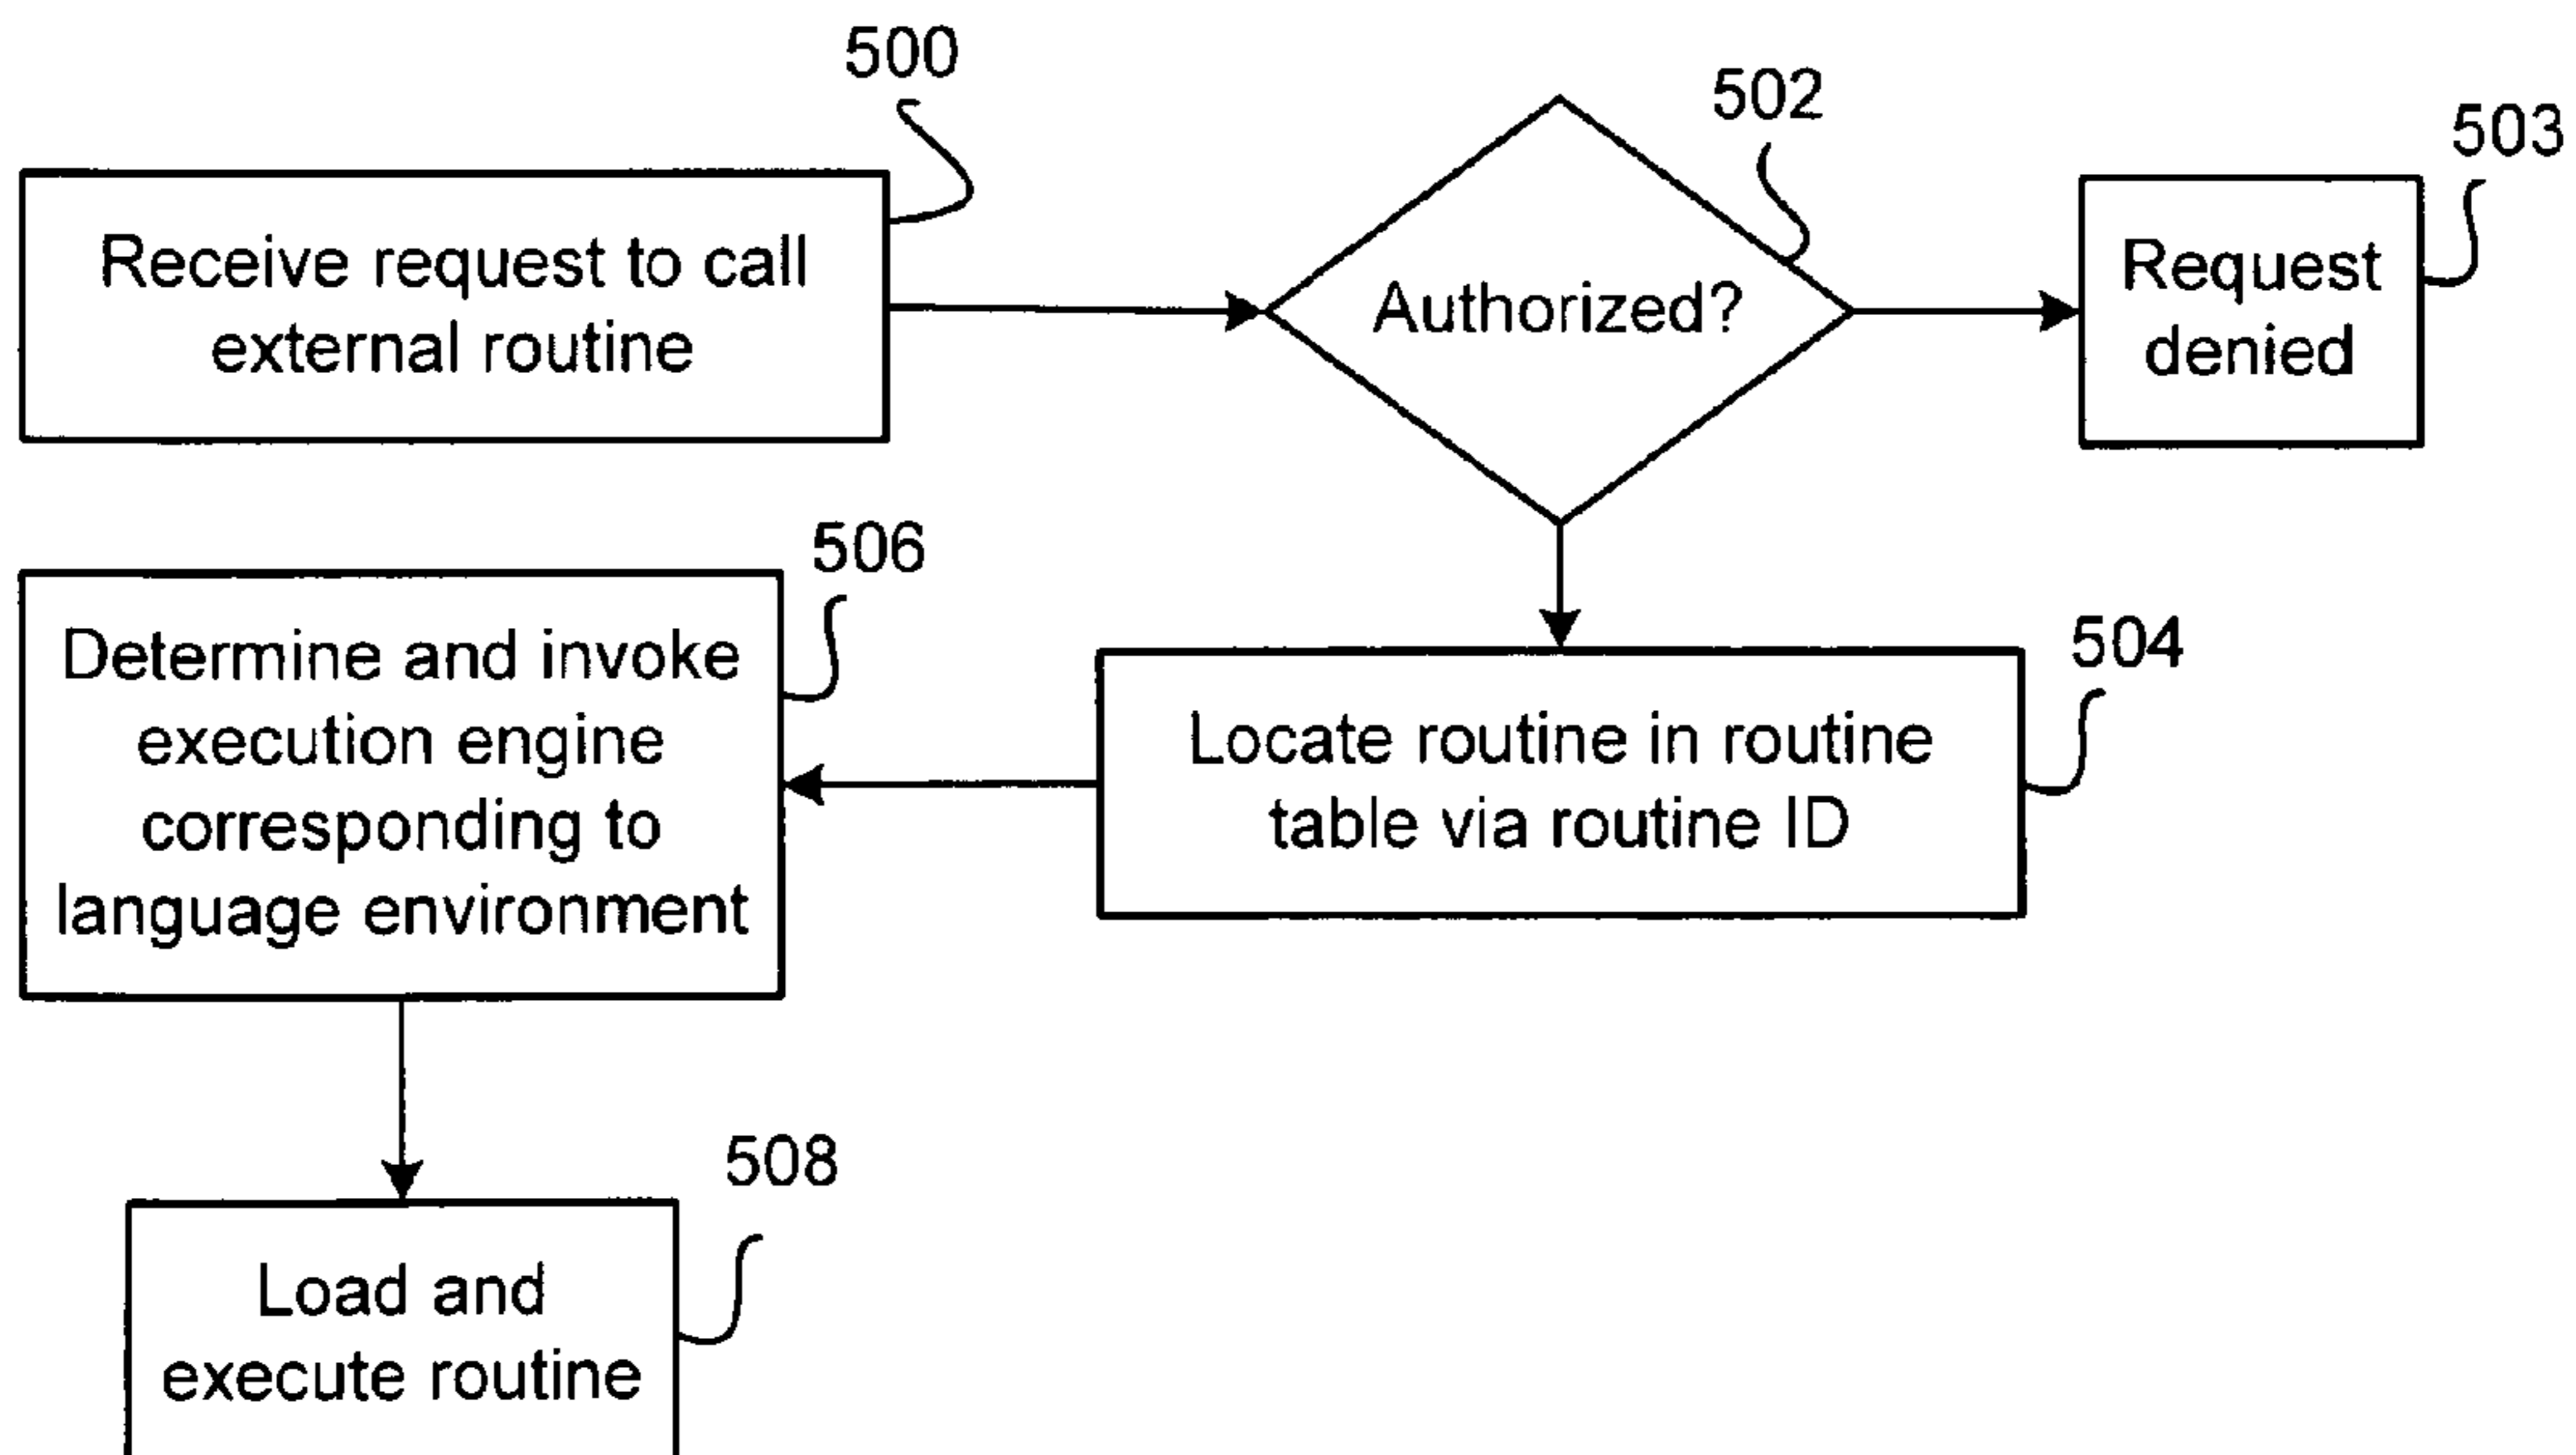 500
Receive request to call
external routine
502
Authorized?
503
Request
denied
504
Locate routine in routine
table via routine ID
506
Determine and invoke
execution engine
corresponding to
language environment
508
Load and
execute routine